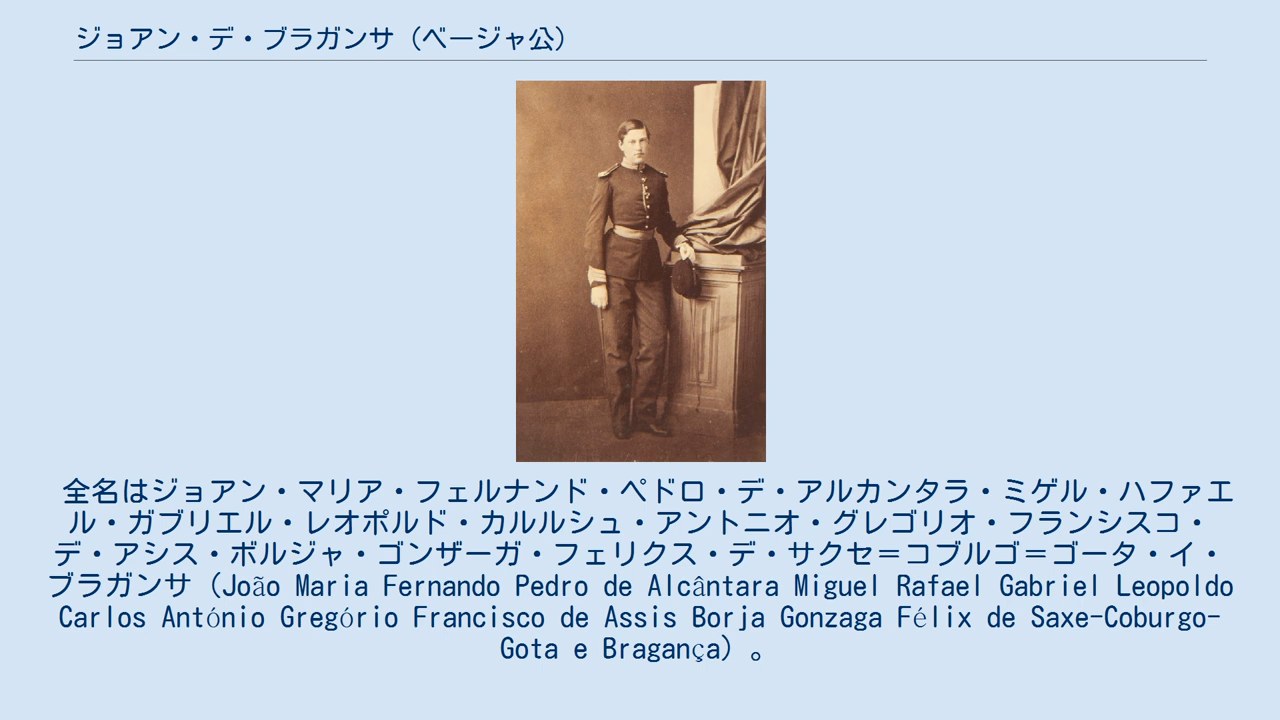 ジョアン・デ・ブラガンサ（ベージャ公）
全名はジョアン・マリア・フェルナンド・ペドロ・デ・アルカンタラ・ミゲル・ハファエ
ル・ガブリエル・レオポルド・カルルシュ・アントニオ・グレゴリオ・フランシスコ・
デ・アシス・ボルジャ・ゴンザーガ・フェリクス・デ・サクセ＝コブルゴ＝ゴータ・イ・
ブラガンサ（João Maria Fernando Pedro de Alcântara Miguel Rafael Gabriel Leopoldo
Carlos António Gregório Francisco de Assis Borja Gonzaga Félix de Saxe-Coburgo-
Gota e Bragança）。